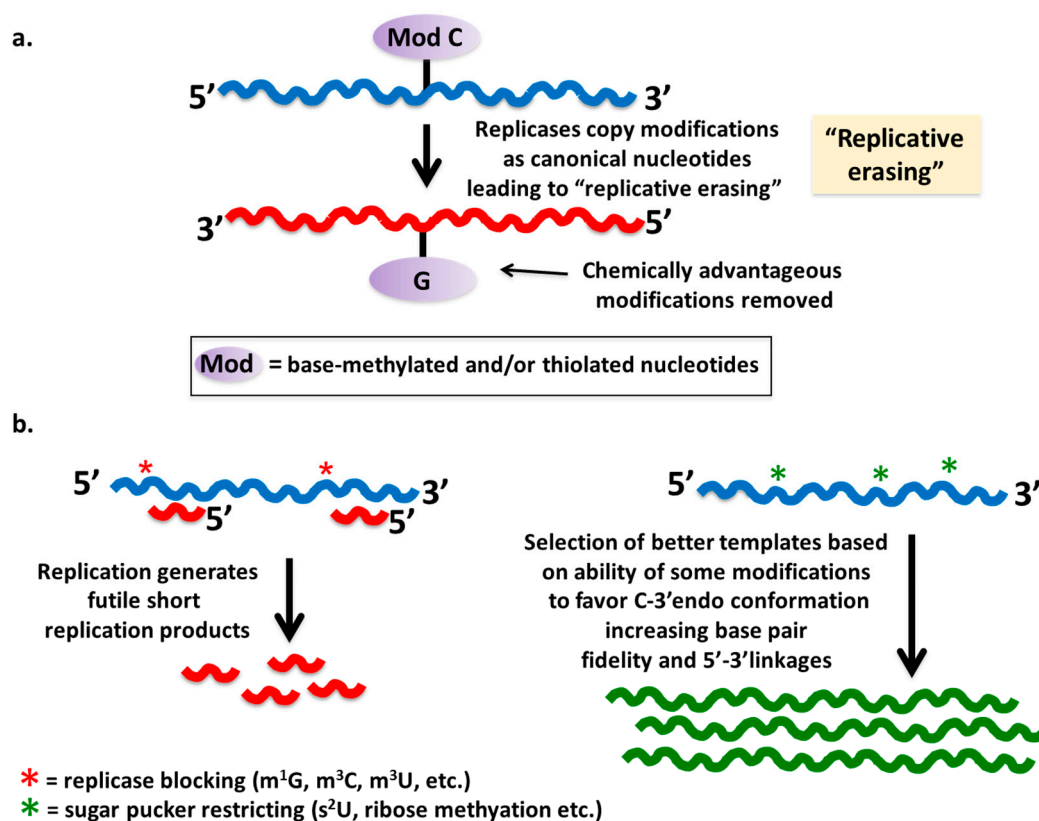 a.
Mod C
5’
3’
Replicases copy modifications
as canonical nucleotides
leading to “replicative erasing”
“Replicative
erasing”
3’
5’
G
Chemically advantageous
modifications removed
Mod = base-methylated and/or thiolated nucleotides
b.
* *
5’
3’
5’
5’
Replication generates
futile short
replication products
* * *
5’
3’
Selection of better templates based
on ability of some modifications
to favor C-3’endo conformation
increasing base pair
fidelity and 5’-3’linkages
* = replicase blocking (m¹G, m³C, m³U, etc.)
* = sugar pucker restricting (s²U, ribose methyation etc.)